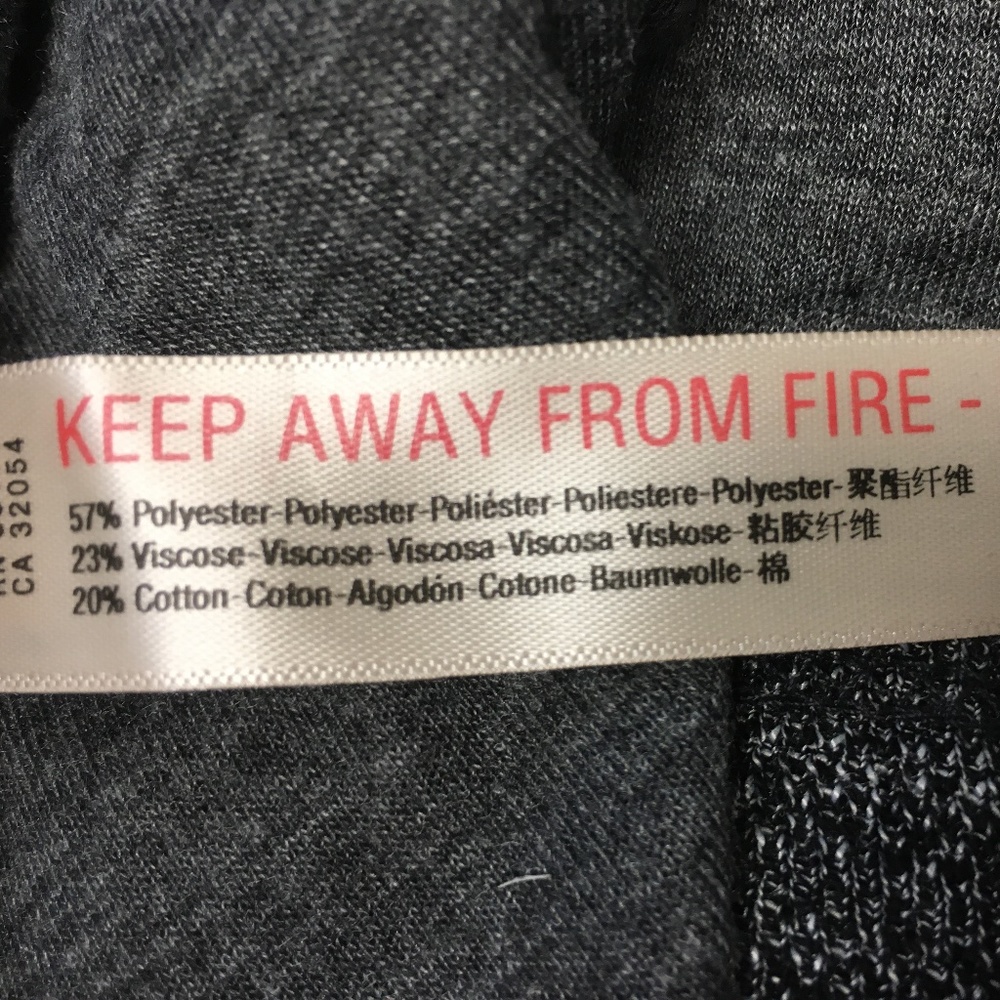 KEEP AWAY FROM FIRE -
57% Polyester-Polyester-Poliéster-Poliestere-Polyester-聚酯纤维
23% Viscose-Viscose-Viscosa-Viscosa-Viskose-粘胶纤维
20% Cotton-Coton-Algodón-Cotone-Baumwolle-棉
CA 32054